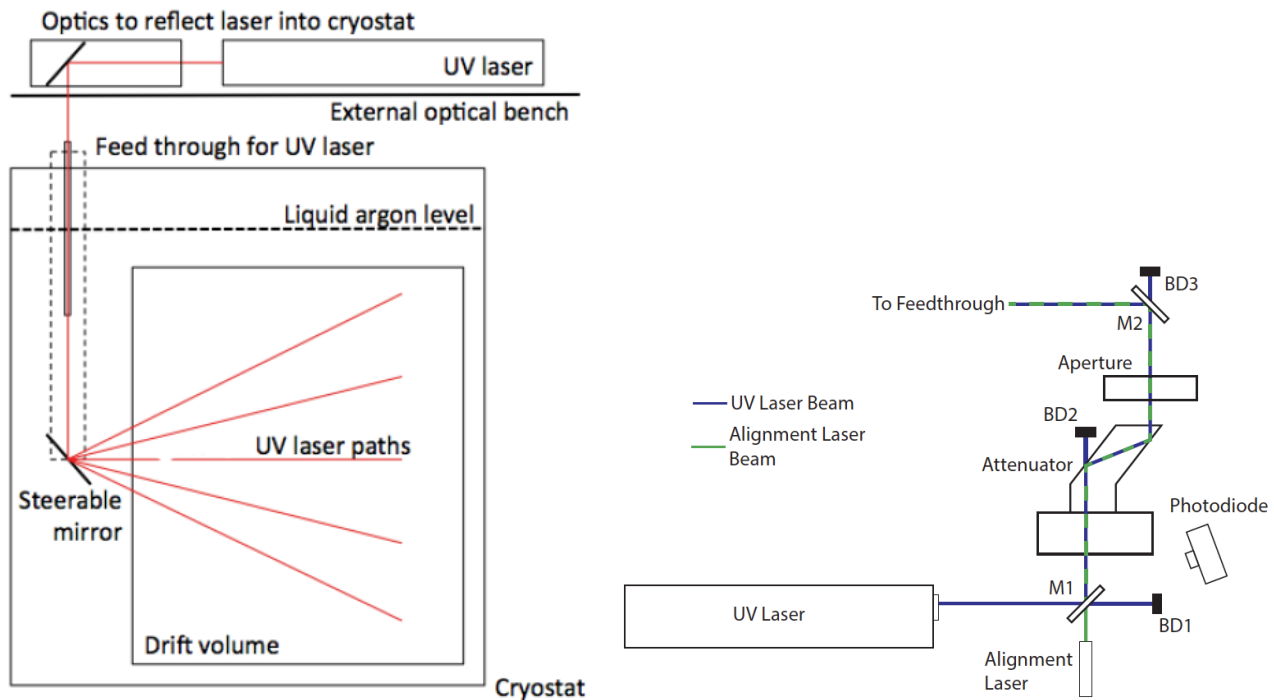 Optics to reflect laser into cryostat
UV laser
External optical bench
Feed through for UV laser
Liquid argon level
UV laser paths
Steerable
mirror
Drift volume
Cryostat
BD3
To Feedthrough
M2
Aperture
UV Laser Beam
BD2
Alignment Laser
Beam
Attenuator
Photodiode
M1
UV Laser
BD1
Alignment
Laser